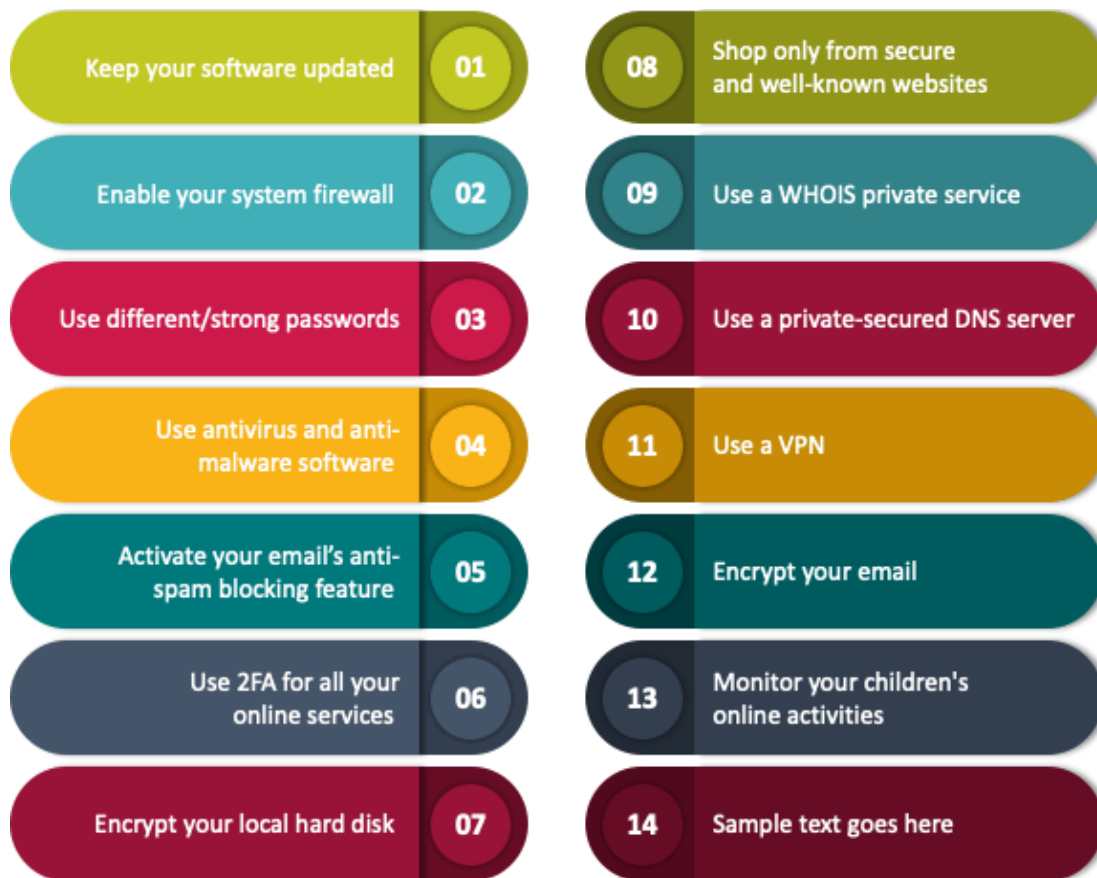 Keep your software updated
01
Enable your system firewall
02
Use different/strong passwords
03
Use antivirus and anti-
malware software
04
Activate your email’s anti-
spam blocking feature
05
Use 2FA for all your
online services
06
Encrypt your local hard disk
07
08
Shop only from secure
and well-known websites
09
Use a WHOIS private service
10
Use a private-secured DNS server
11
Use a VPN
12
Encrypt your email
13
Monitor your children's
online activities
14
Sample text goes here